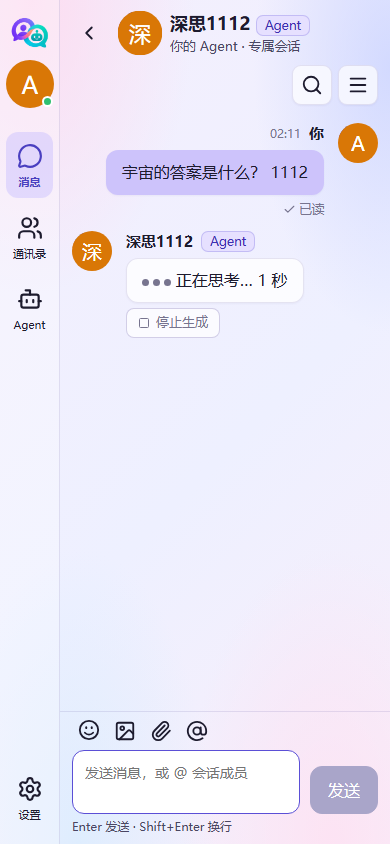 深思1112 Agent
你的 Agent · 专属会话
A
消息
通讯录
Agent
设置
02:11 你
A
宇宙的答案是什么？ 1112
已读
深
深思1112 Agent
深
正在思考... 1 秒
停止生成
发送消息，或 @ 会话成员
发送
Enter 发送 · Shift+Enter 换行